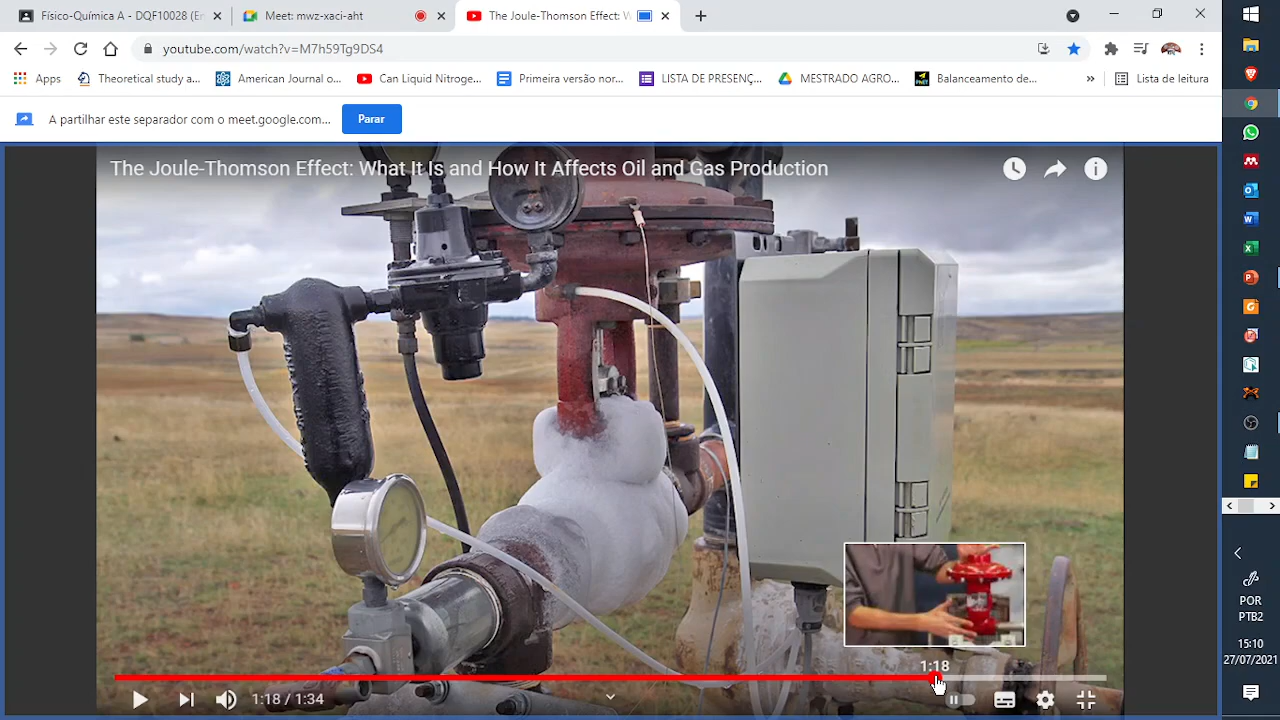 Físico-Química A - DQF10028 (Er
Meet: mwz-xaci-aht
The Joule-Thomson Effect: W
youtube.com/watch?v=M7h59Tg9DS4
Apps
Theoretical study a...
American Journal o...
Can Liquid Nitroge...
Primeira versão nor...
LISTA DE PRESENÇ...
MESTRADO AGRO...
Balanceamento de...
»
Lista de leitura
A partilhar este separador com o meet.google.com...
Parar
The Joule-Thomson Effect: What It Is and How It Affects Oil and Gas Production
1:18
1:18 / 1:34
POR
PTB2
15:10
27/07/2021